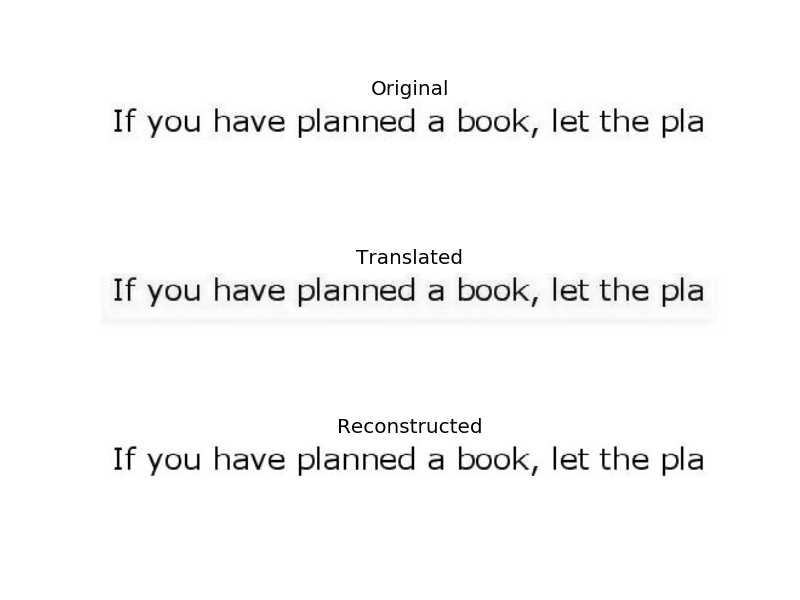 Original
If you have planned a book, let the pla
Translated
If you have planned a book, let the pla
Reconstructed
If you have planned a book, let the pla